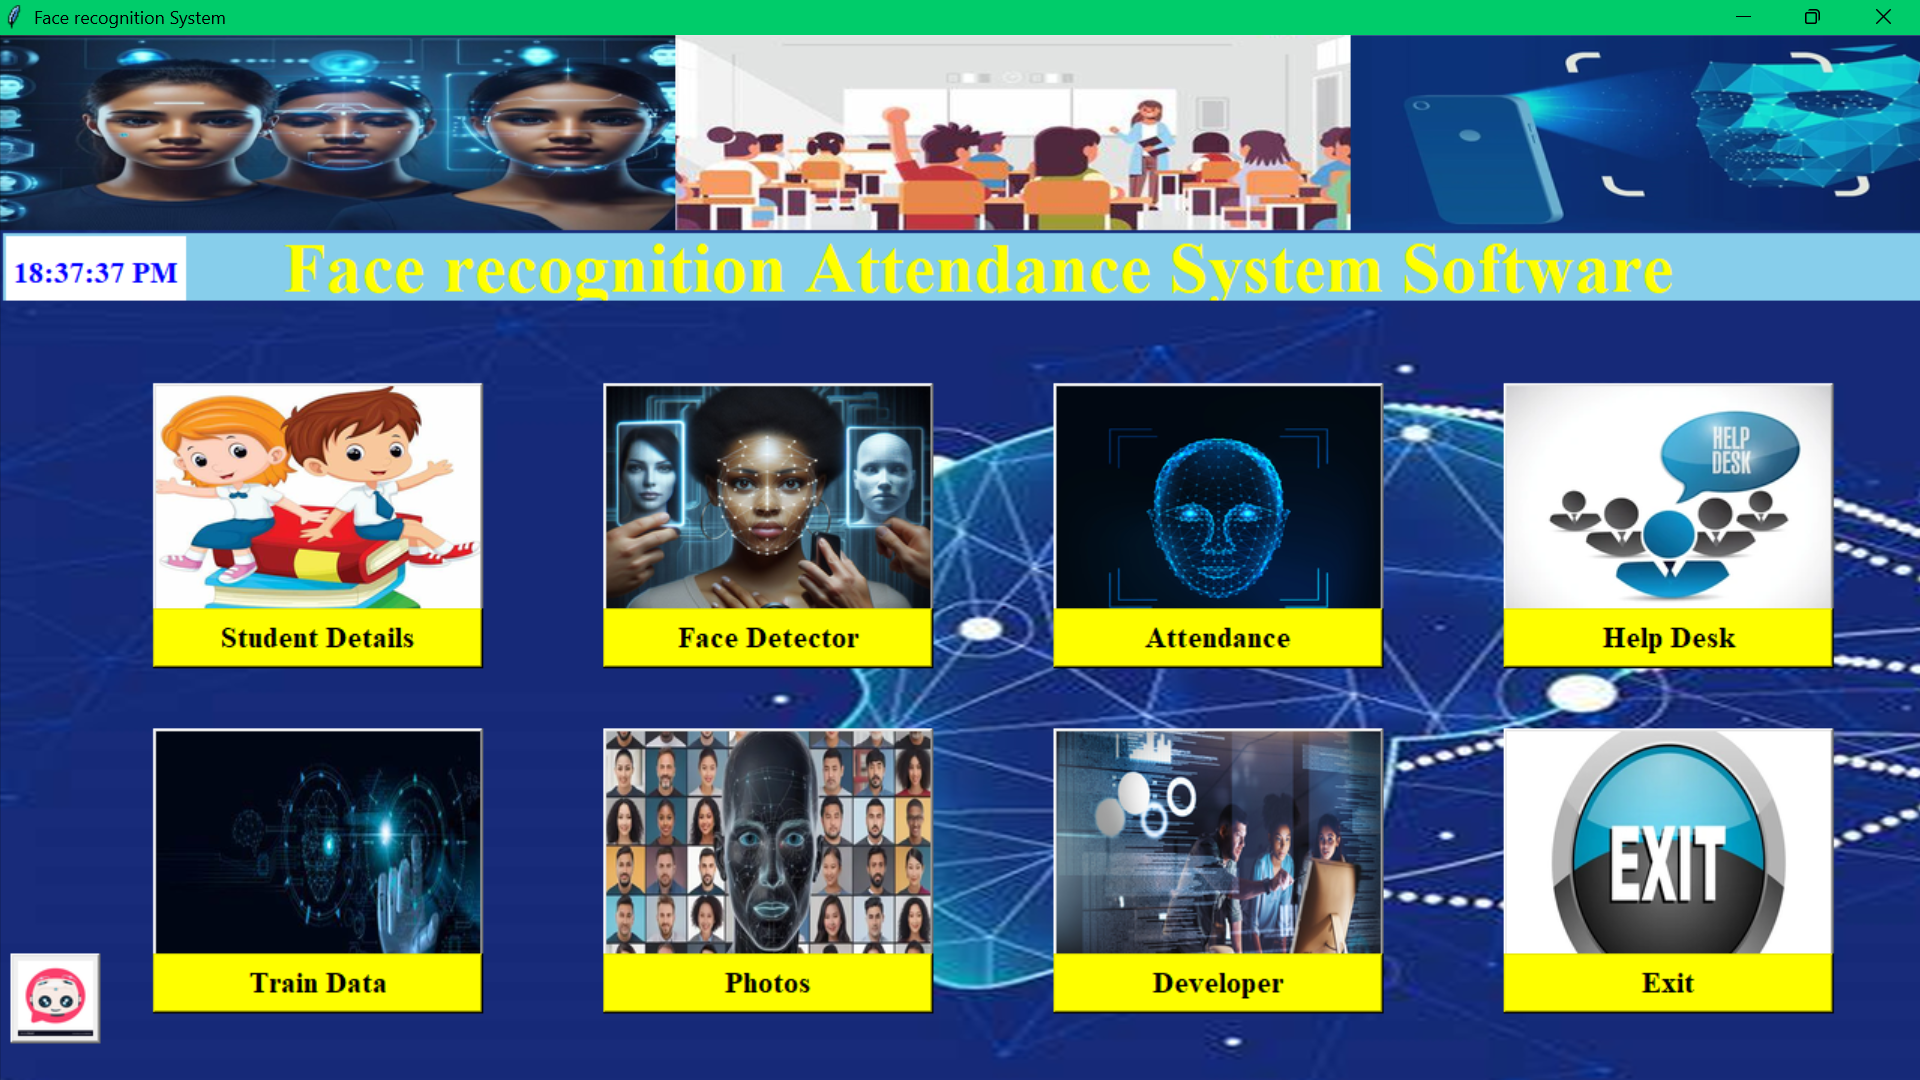 Face recognition System
18:37:37 PM
Face recognition Attendance System Software
HELP
DESK
Student Details
Face Detector
Attendance
Help Desk
EXIT
Train Data
Photos
Developer
Exit